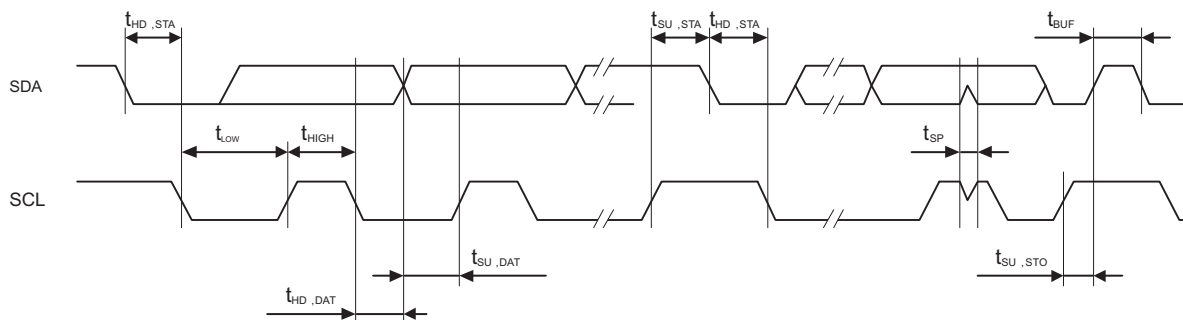 tHD ,STA
tSU ,STA
tHD ,STA
tBUF
SDA
tLOW
tHIGH
tSP
SCL
tSU ,DAT
tSU ,STO
tHD ,DAT